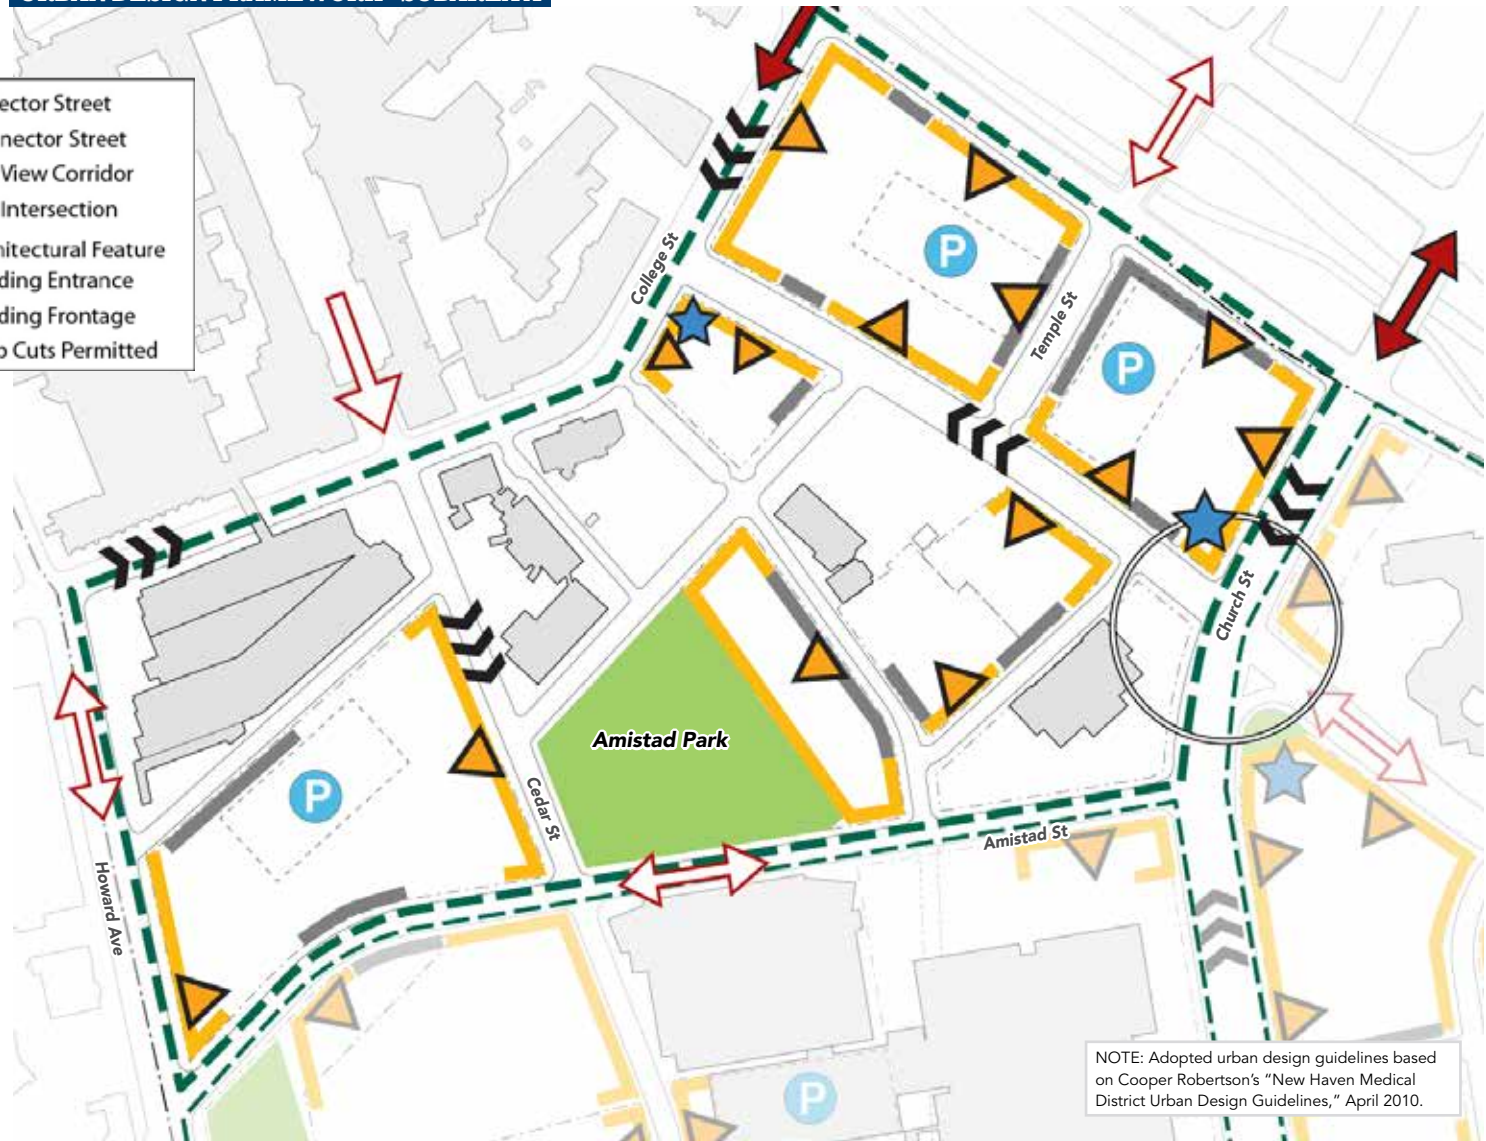 ector Street
nector Street
View Corridor
Intersection
hitectural Feature
ding Entrance
ding Frontage
b Cuts Permitted
College St
P
Temple St
P
Church St
Amistad Park
P
Cedar St
Amistad St
Howard Ave
P
NOTE: Adopted urban design guidelines based
on Cooper Robertson's "New Haven Medical
District Urban Design Guidelines," April 2010.